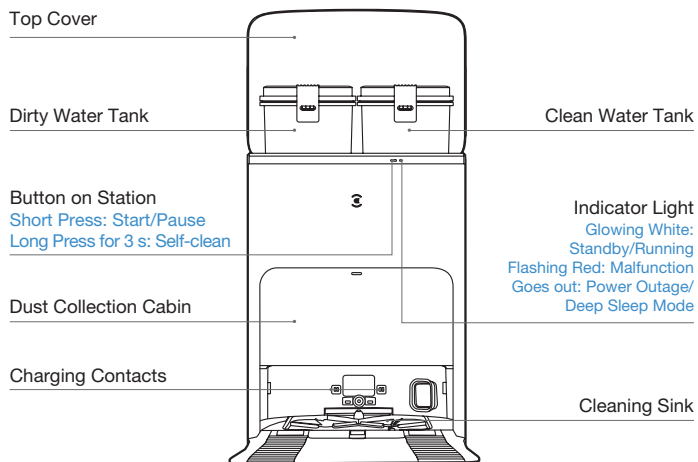 Top Cover
Dirty Water Tank
Clean Water Tank
Button on Station
Short Press: Start/Pause
Long Press for 3 s: Self-clean
Indicator Light
Glowing White:
Standby/Running
Flashing Red: Malfunction
Goes out: Power Outage/
Deep Sleep Mode
Dust Collection Cabin
Charging Contacts
Cleaning Sink